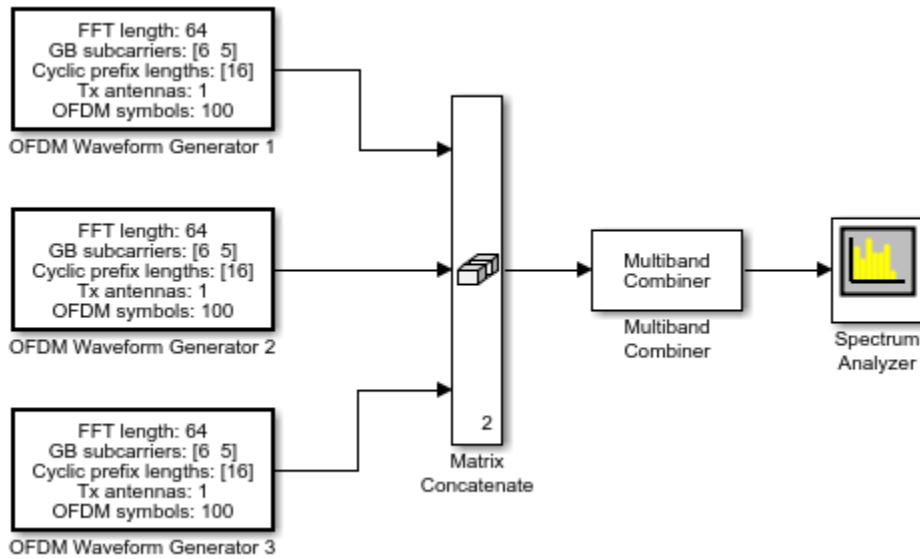 FFT length: 64
GB subcarriers: [6 5]
Cyclic prefix lengths: [16]
Tx antennas: 1
OFDM symbols: 100
OFDM Waveform Generator 1
FFT length: 64
GB subcarriers: [6 5]
Cyclic prefix lengths: [16]
Tx antennas: 1
OFDM symbols: 100
OFDM Waveform Generator 2
FFT length: 64
GB subcarriers: [6 5]
Cyclic prefix lengths: [16]
Tx antennas: 1
OFDM symbols: 100
OFDM Waveform Generator 3
2
Matrix
Concatenate
Multiband
Combiner
Multiband
Combiner
Spectrum
Analyzer